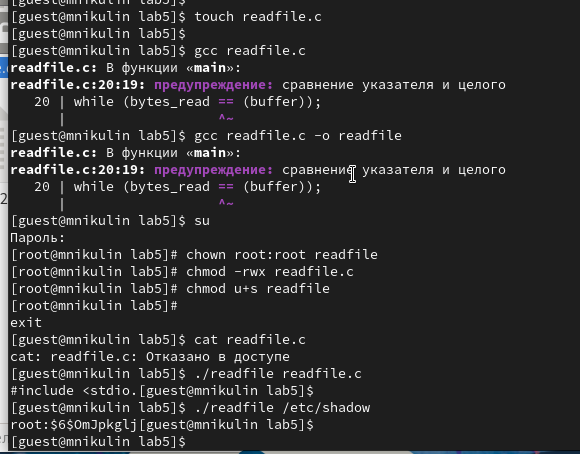 [guest@mnikulin lab5]$
[guest@mnikulin lab5]$ touch readfile.c
[guest@mnikulin lab5]$
[guest@mnikulin lab5]$ gcc readfile.c
readfile.c: В функции «main»:
readfile.c:20:19: предупреждение: сравнение указателя и целого
20 | while (bytes_read == (buffer));
| ^~
[guest@mnikulin lab5]$ gcc readfile.c -o readfile
readfile.c: В функции «main»:
readfile.c:20:19: предупреждение: сравнение указателя и целого
20 | while (bytes_read == (buffer));
| ^~
[guest@mnikulin lab5]$ su
Пароль:
[root@mnikulin lab5]# chown root:root readfile
[root@mnikulin lab5]# chmod -rwx readfile.c
[root@mnikulin lab5]# chmod u+s readfile
[root@mnikulin lab5]#
exit
[guest@mnikulin lab5]$ cat readfile.c
cat: readfile.c: Отказано в доступе
[guest@mnikulin lab5]$ ./readfile readfile.c
#include <stdio.[guest@mnikulin lab5]$
[guest@mnikulin lab5]$ ./readfile /etc/shadow
root:$6$OmJpkglj[guest@mnikulin lab5]$
[guest@mnikulin lab5]$